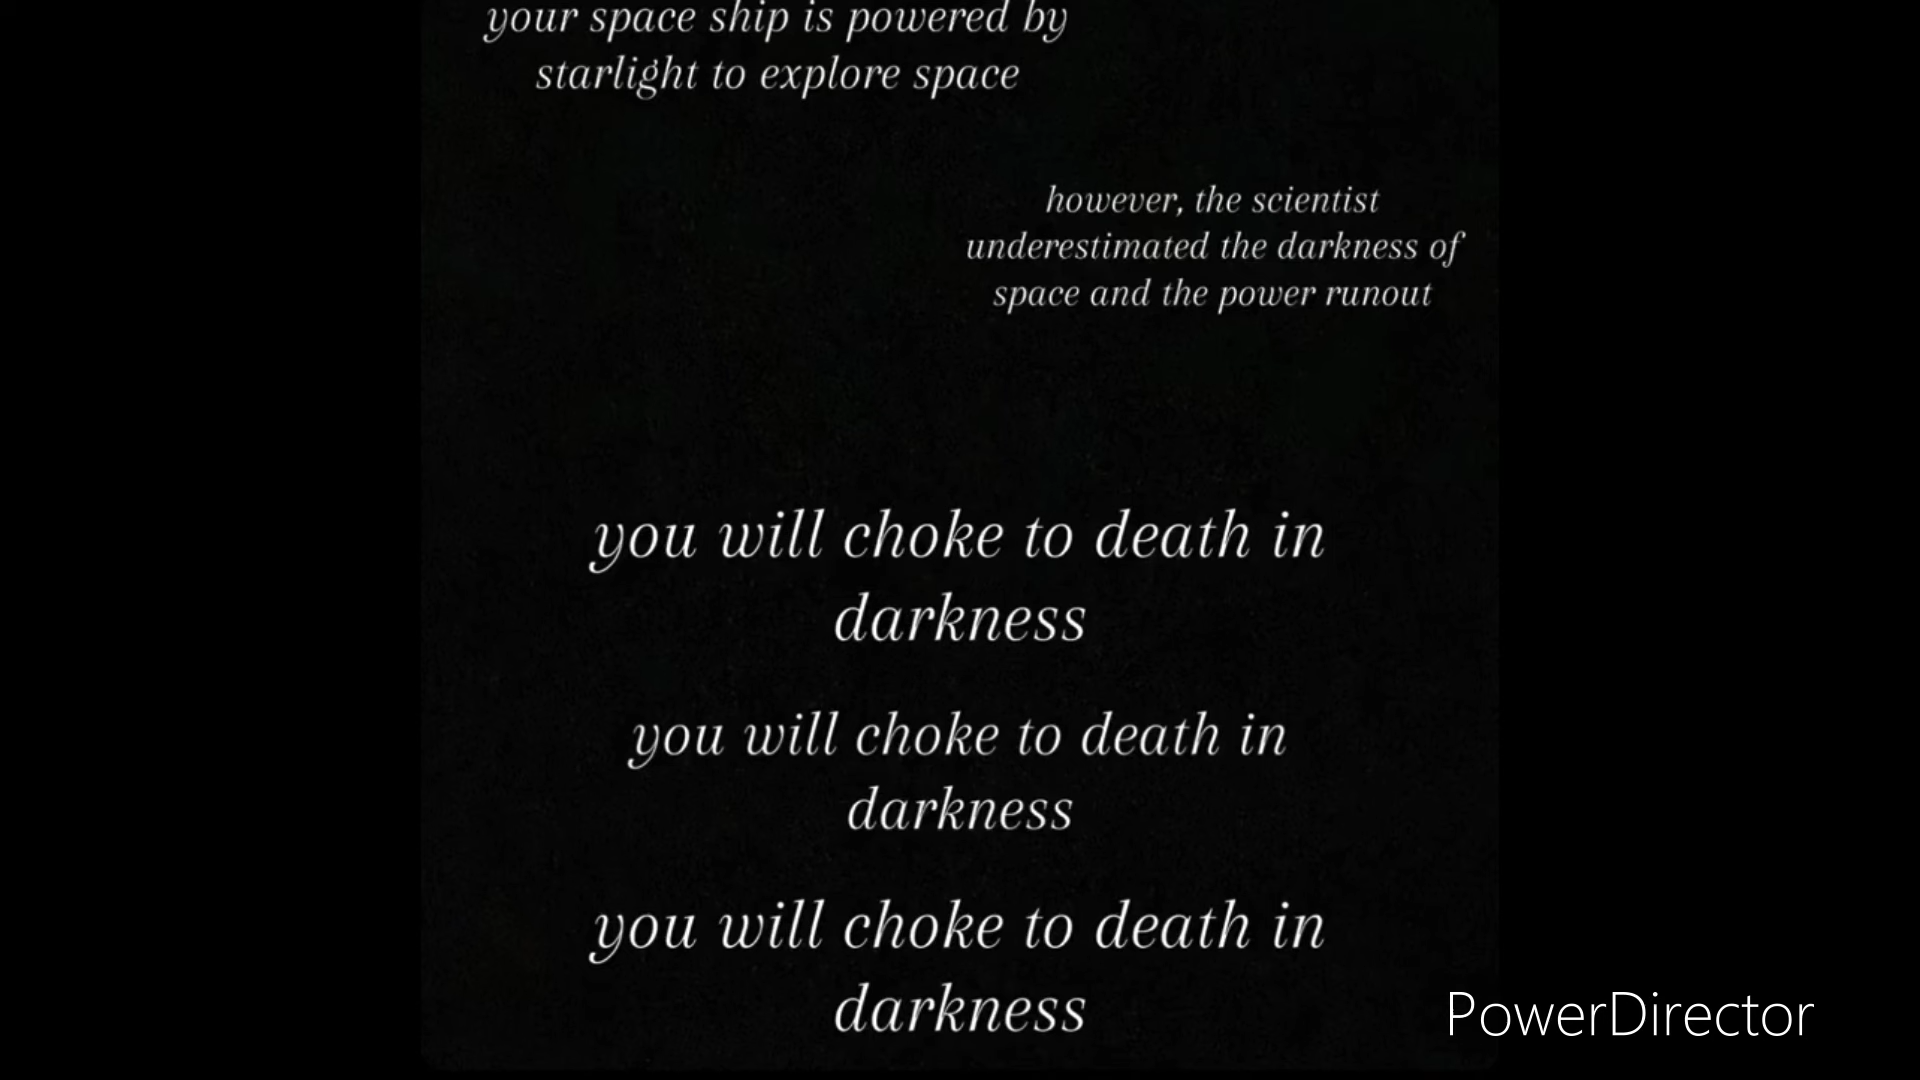 your space ship is powered by
starlight to explore space
however, the scientist
underestimated the darkness of
space and the power runout
you will choke to death in
darkness
you will choke to death in
darkness
you will choke to death in
darkness
PowerDirector